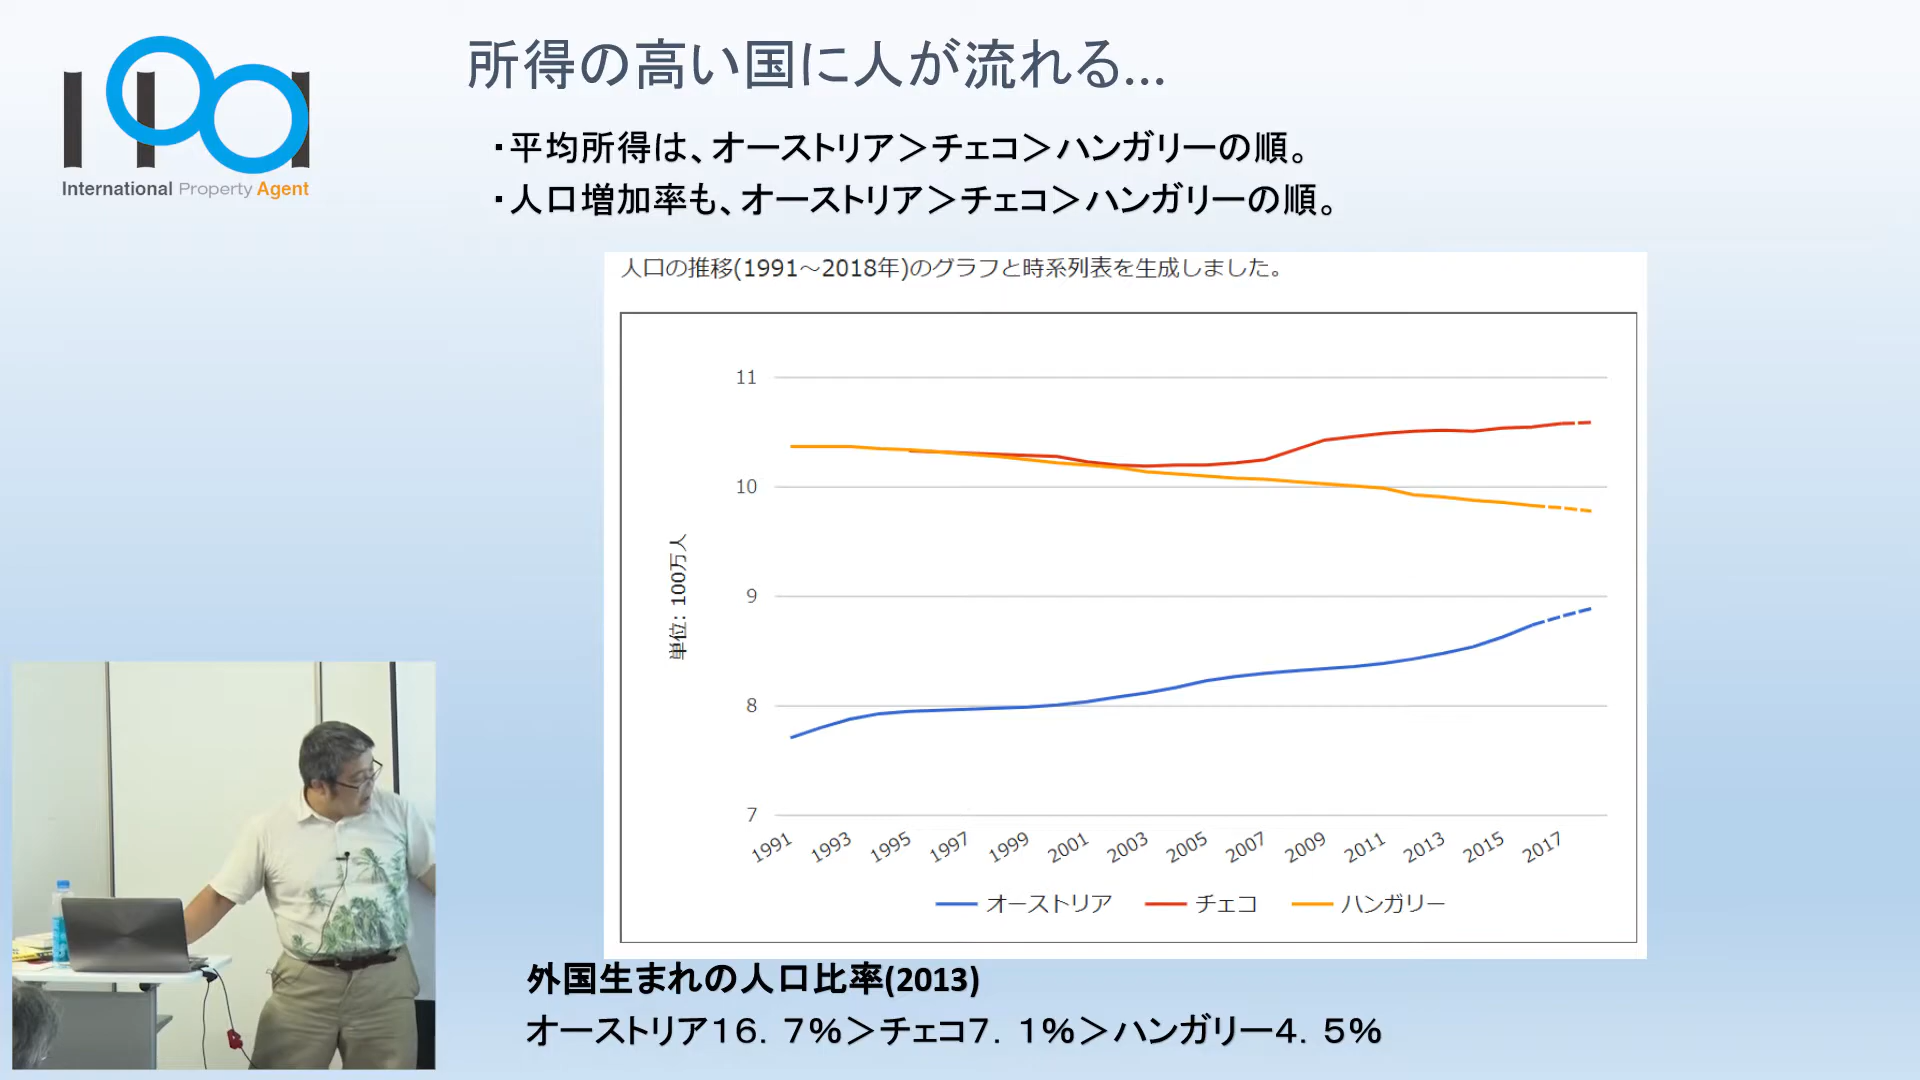 IPa
International Property Agent
所得の高い国に人が流れる…
・平均所得は、オーストリア＞チェコ＞ハンガリーの順。
・人口増加率も、オーストリア＞チェコ＞ハンガリーの順。
人口の推移(1991～2018年)のグラフと時系列表を生成しました。
11
10
9
8
7
単位: 100万人
1991 1993 1995 1997 1999 2001 2003 2005 2007 2009 2011 2013 2015 2017
オーストリア チェコ ハンガリー
外国生まれの人口比率(2013)
オーストリア１６．７％＞チェコ７．１％＞ハンガリー４．５％